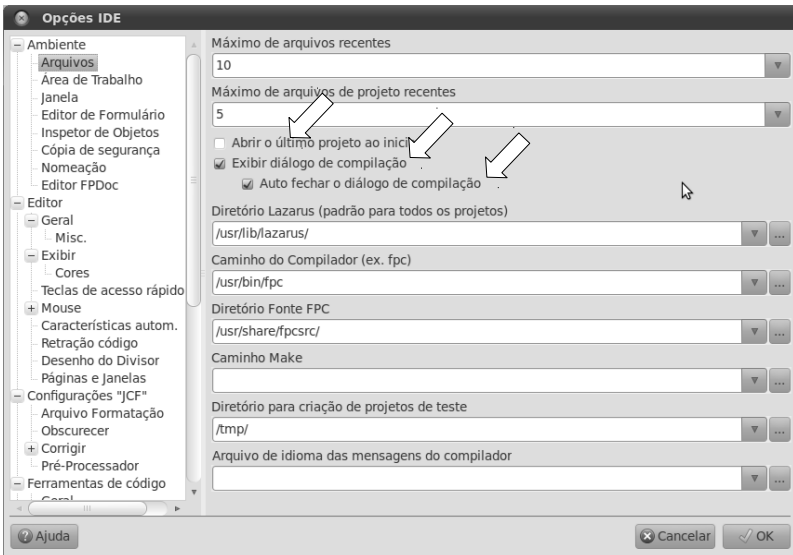 Opções IDE
Ambiente
Arquivos
Área de Trabalho
Janela
Editor de Formulário
Inspetor de Objetos
Cópia de segurança
Nomeação
Editor FPDoc
Editor
Geral
Misc.
Exibir
Cores
Teclas de acesso rápido
Mouse
Características autom.
Retração código
Desenho do Divisor
Páginas e Janelas
Configurações "JCF"
Arquivo Formatação
Obscurecer
Corrigir
Pré-Processador
Ferramentas de código
Máximo de arquivos recentes
10
Máximo de arquivos de projeto recentes
5
Abrir o último projeto ao
Exibir diálogo de compilação
Auto fechar o diálogo de compilação
Diretório Lazarus (padrão para todos os projetos)
/usr/lib/lazarus/
...
Caminho do Compilador (ex. fpc)
/usr/bin/fpc
...
Diretório Fonte FPC
/usr/share/fpcsrc/
...
Caminho Make
...
Diretório para criação de projetos de teste
/tmp/
...
Arquivo de idioma das mensagens do compilador
...
Ajuda
Cancelar
OK